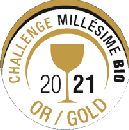 CHALLENGE MILLÉSIME BIO
2021
OR / GOLD